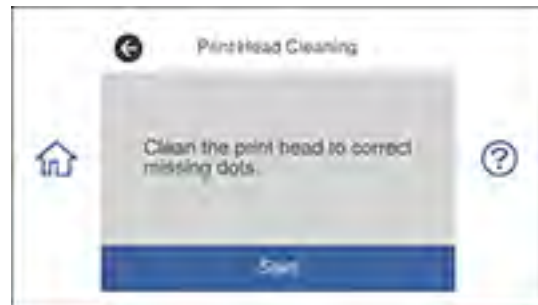 Print Head Cleaning
Clean the print head to correct
missing dots.
Start